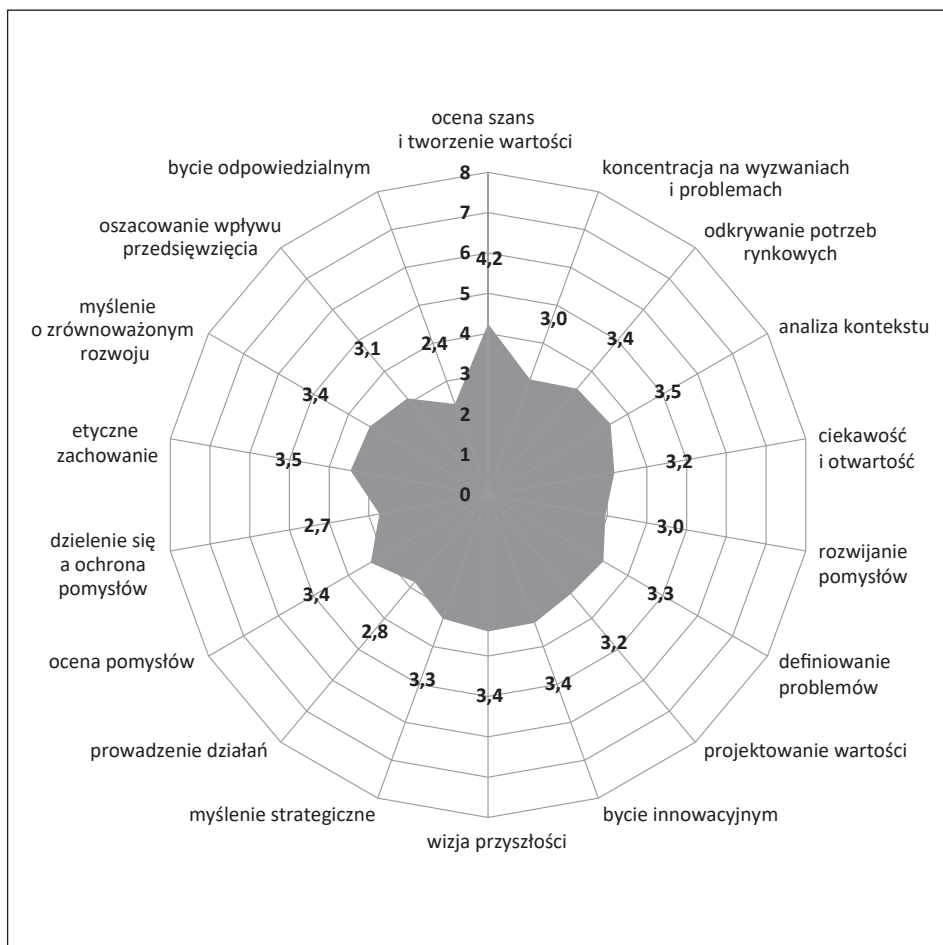 ocena szans
i tworzenie wartości
koncentracja na wyzwaniach
i problemach
odkrywanie potrzeb
rynkowych
analiza kontekstu
ciekawość
i otwartość
rozwijanie
pomysłów
definiowanie
problemów
projektowanie wartości
bycie innowacyjnym
wizja przyszłości
myślenie strategiczne
prowadzenie działań
ocena pomysłów
dzielenie się
a ochrona
pomysłów
etyczne
zachowanie
myślenie
o zrównoważonym
rozwoju
oszacowanie wpływu
przedsięwzięcia
bycie odpowiedzialnym
8
7
6
5
4
3
2
1
0
4,2
3,0
3,4
3,5
3,2
3,0
3,3
3,2
3,4
3,4
3,3
2,8
3,4
2,7
3,5
3,4
3,1
2,4